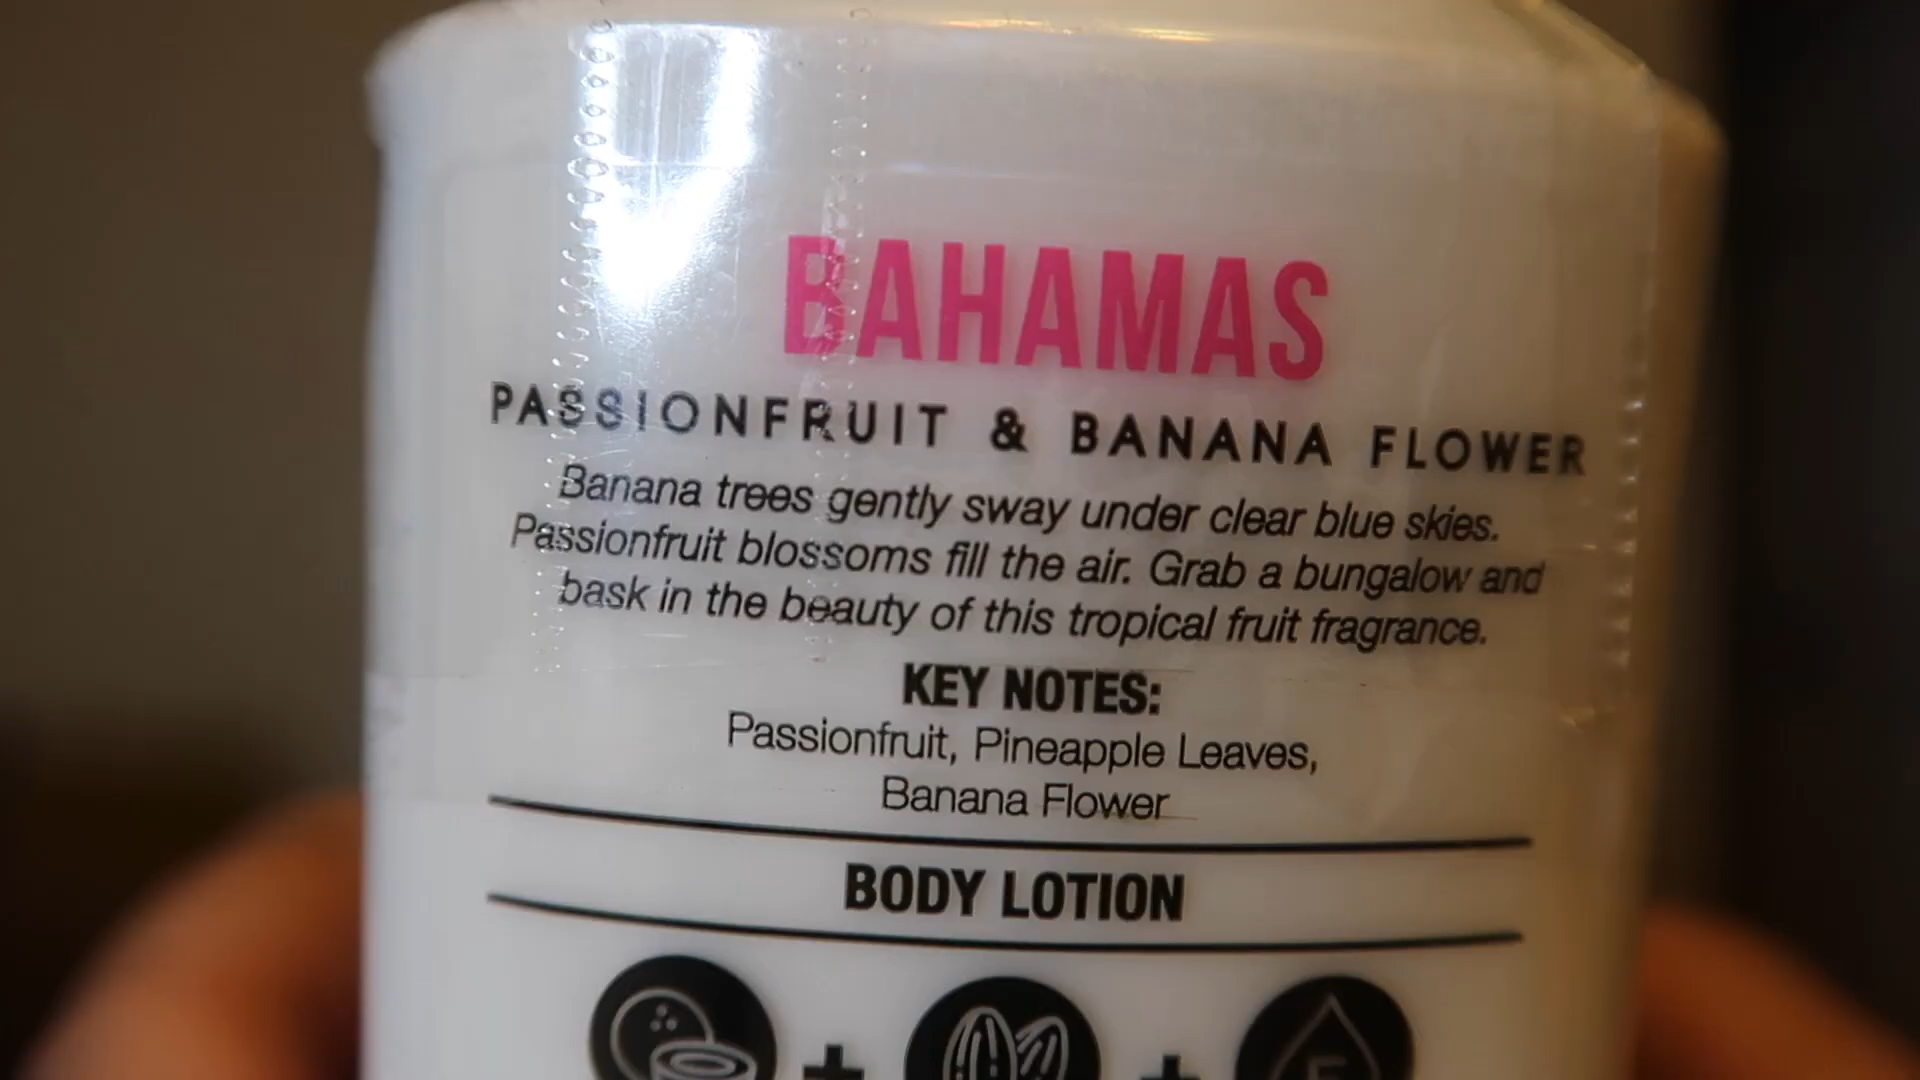 BAHAMAS
PASSIONFRUIT & BANANA FLOWER
Banana trees gently sway under clear blue skies.
Passionfruit blossoms fill the air. Grab a bungalow and
bask in the beauty of this tropical fruit fragrance.
KEY NOTES:
Passionfruit, Pineapple Leaves,
Banana Flower
BODY LOTION
+ +
E